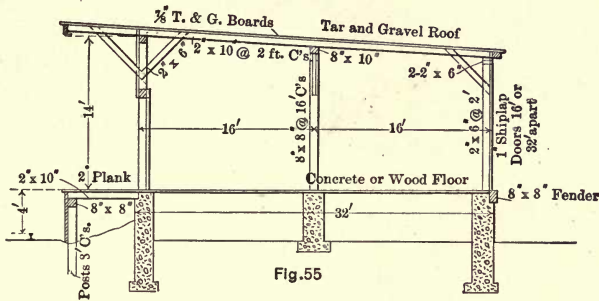 ⅞" T. & G. Boards
Tar and Gravel Roof
2" x 6"
2" x 10" @ 2 ft. C's
8" x 10"
2-2" x 6"
14'
16'
8" x 8" @ 16' C's
16'
2" x 6" @ 2'
1" Shiplap
Doors 16' or
32' apart
2" Plank
Concrete or Wood Floor
2" x 10"
8" x 8"
32'
8" x 8" Fender
4'
Posts 8' C's.
Fig.55